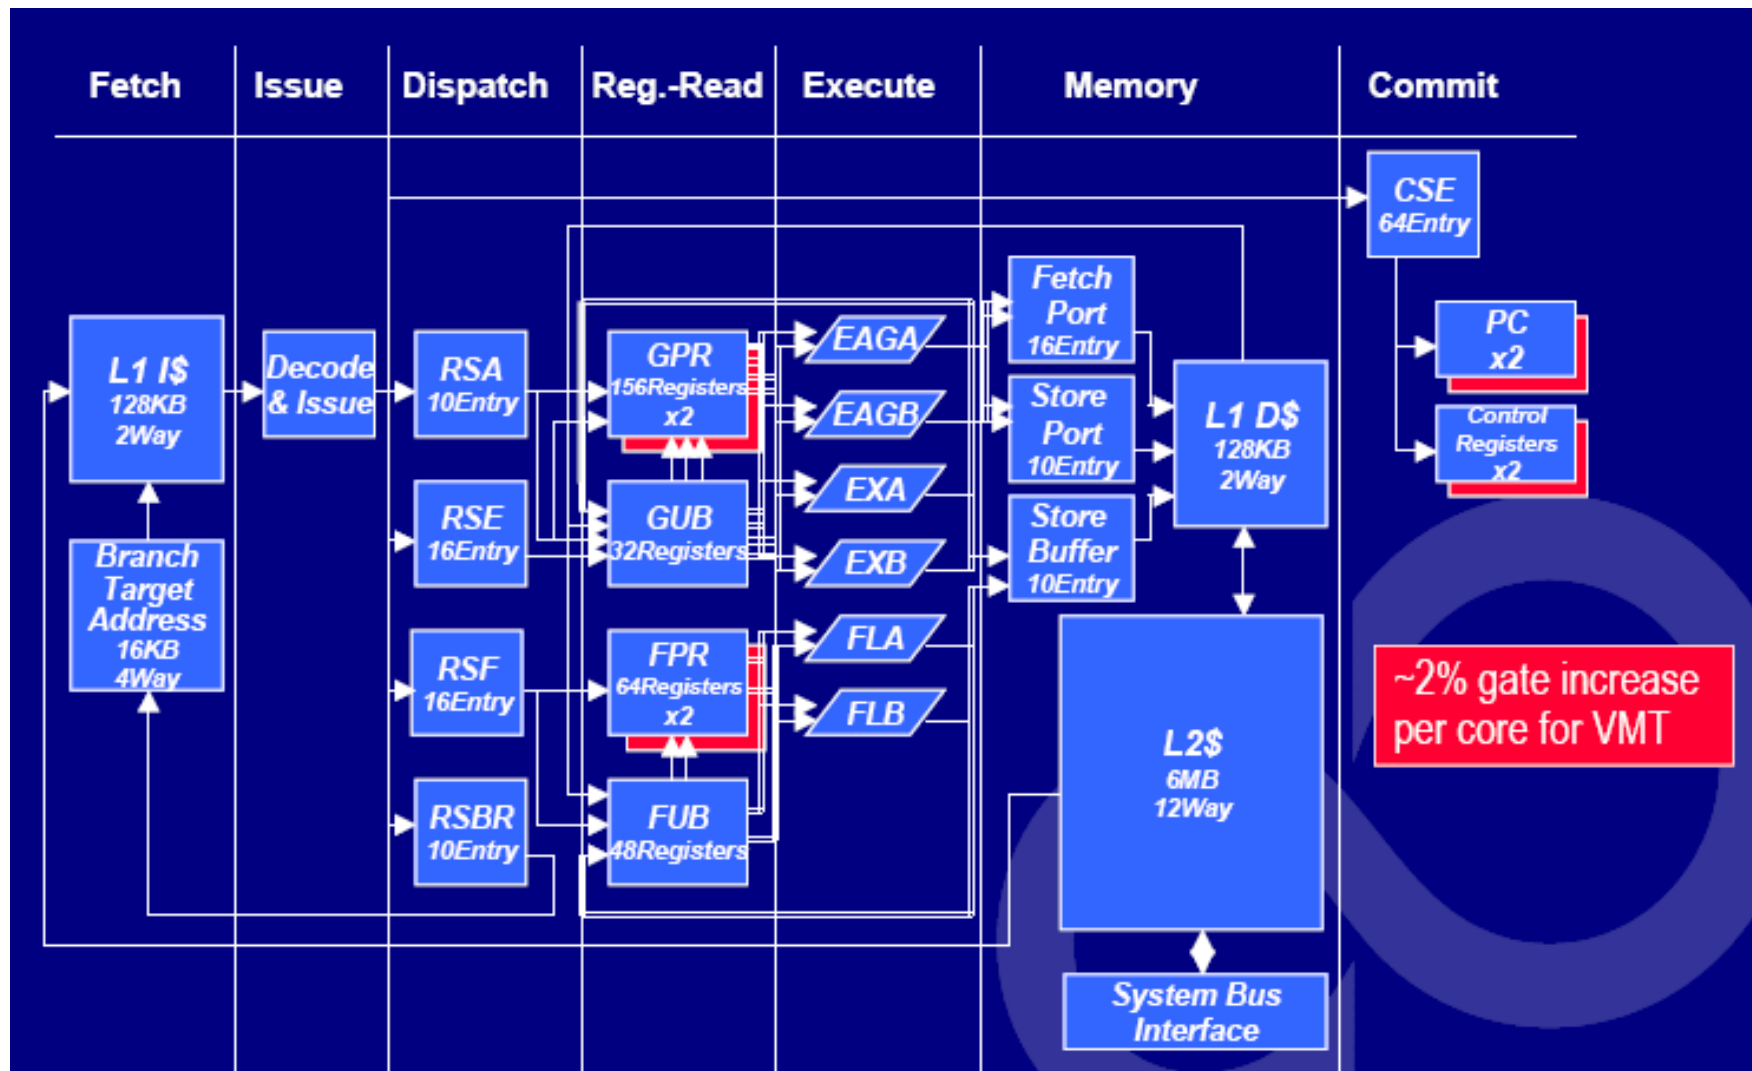 Fetch
Issue
Dispatch
Reg.-Read
Execute
Memory
Commit
L1 I$
128KB
2Way
Branch
Target
Address
16KB
4Way
Decode
& Issue
RSA
10Entry
RSE
16Entry
RSF
16Entry
RSBR
10Entry
GPR
156Registers
x2
GUB
32Registers
FPR
64Registers
x2
FUB
48Registers
EAGA
EAGB
EXA
EXB
FLA
FLB
Fetch
Port
16Entry
Store
Port
10Entry
Store
Buffer
10Entry
L1 D$
128KB
2Way
L2$
6MB
12Way
System Bus
Interface
CSE
64Entry
PC
x2
Control
Registers
x2
~2% gate increase
per core for VMT